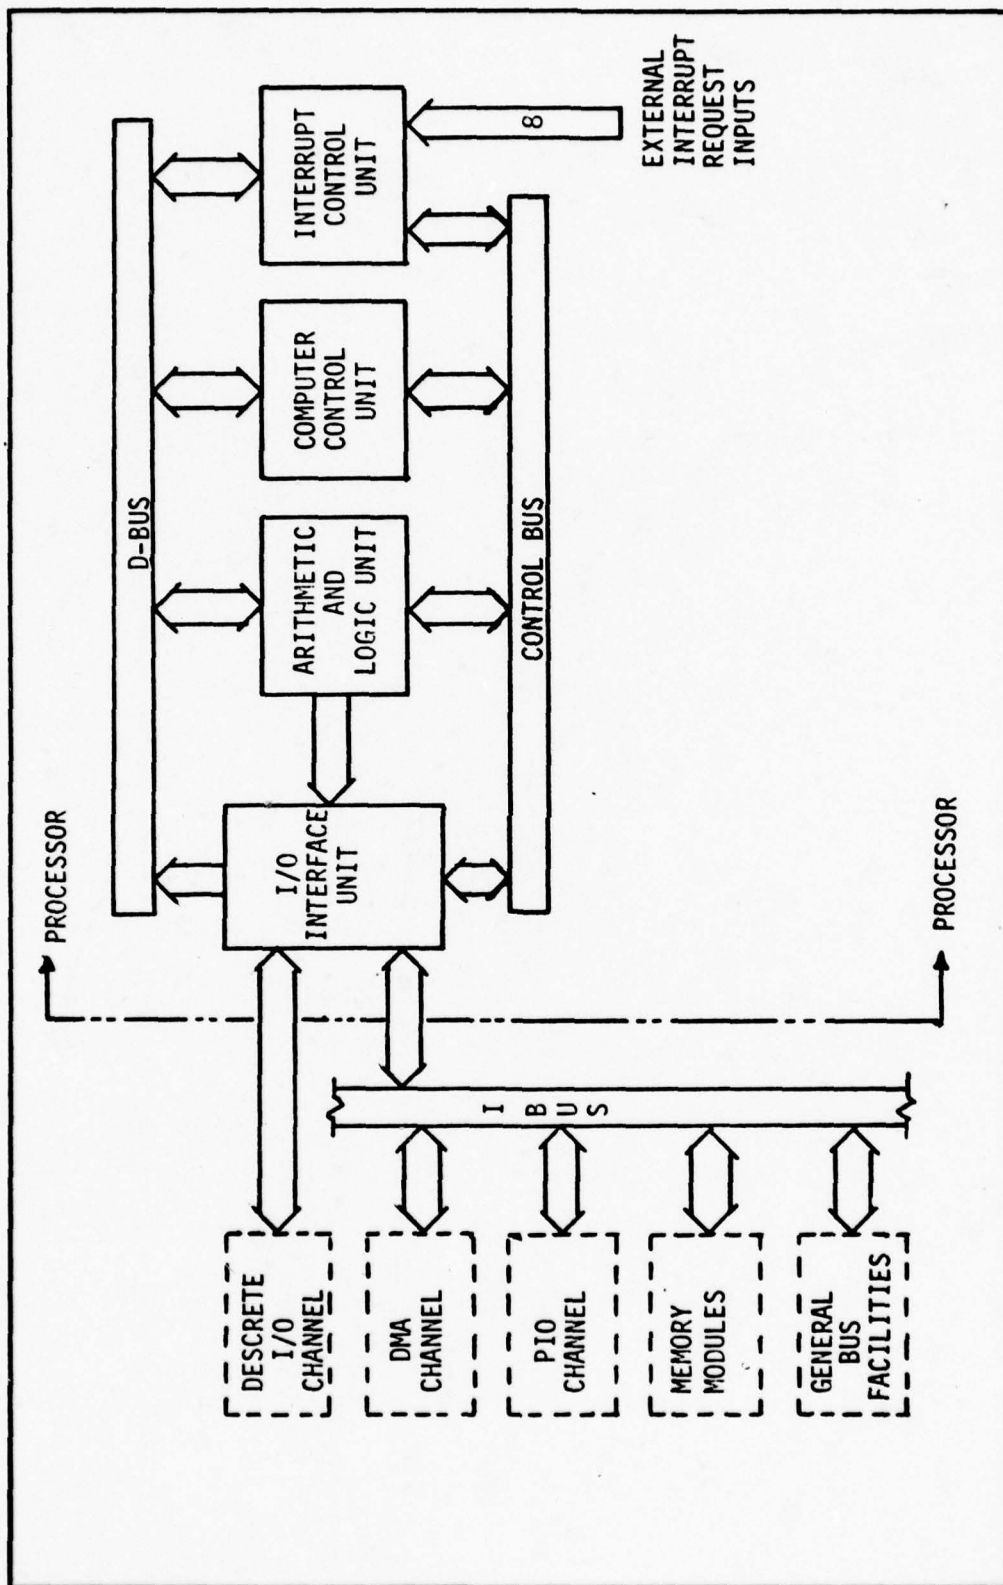 PROCESSOR
D-BUS
I/O
INTERFACE
UNIT
ARITHMETIC
AND
LOGIC UNIT
COMPUTER
CONTROL
UNIT
INTERRUPT
CONTROL
UNIT
CONTROL BUS
8
EXTERNAL
INTERRUPT
REQUEST
INPUTS
PROCESSOR
I BUS
DESCRETE
I/O
CHANNEL
DMA
CHANNEL
PIO
CHANNEL
MEMORY
MODULES
GENERAL
BUS
FACILITIES